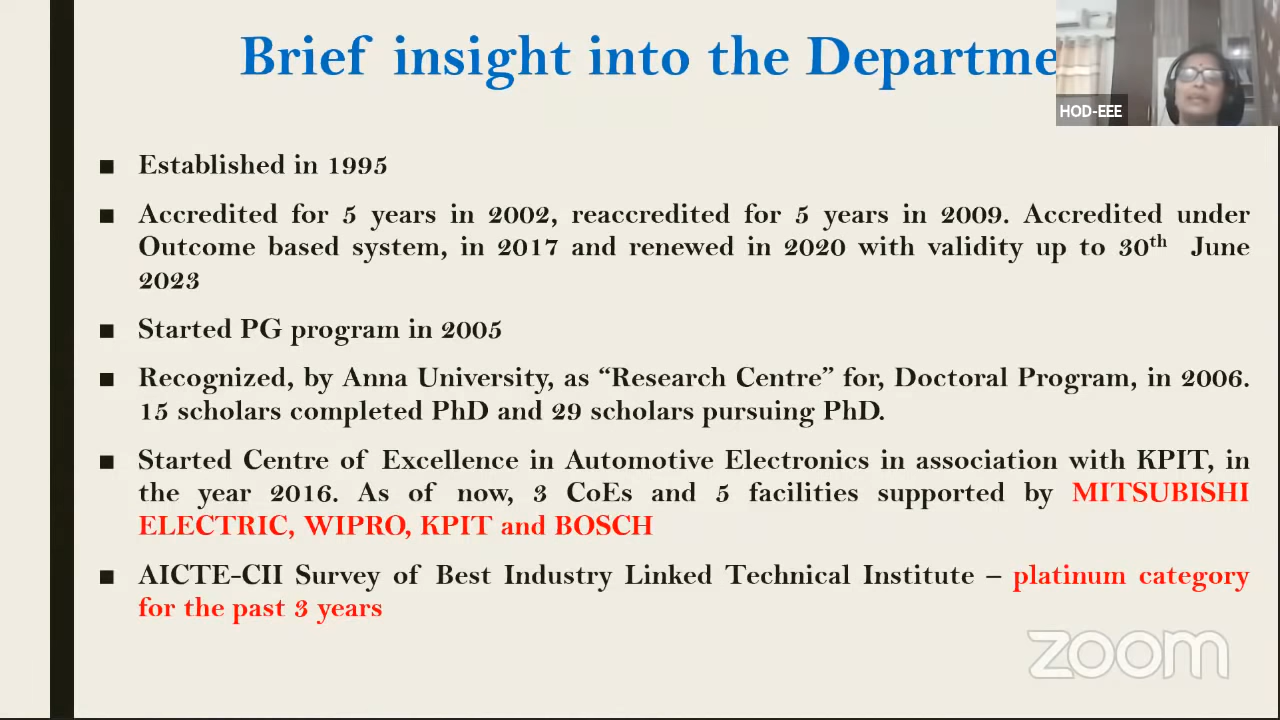 Brief insight into the Departme
HOD-EEE
■ Established in 1995
■ Accredited for 5 years in 2002, reaccredited for 5 years in 2009. Accredited under
Outcome based system, in 2017 and renewed in 2020 with validity up to 30th June
2023
■ Started PG program in 2005
■ Recognized, by Anna University, as “Research Centre” for, Doctoral Program, in 2006.
15 scholars completed PhD and 29 scholars pursuing PhD.
■ Started Centre of Excellence in Automotive Electronics in association with KPIT, in
the year 2016. As of now, 3 CoEs and 5 facilities supported by MITSUBISHI
ELECTRIC, WIPRO, KPIT and BOSCH
■ AICTE-CII Survey of Best Industry Linked Technical Institute – platinum category
for the past 3 years
zoom